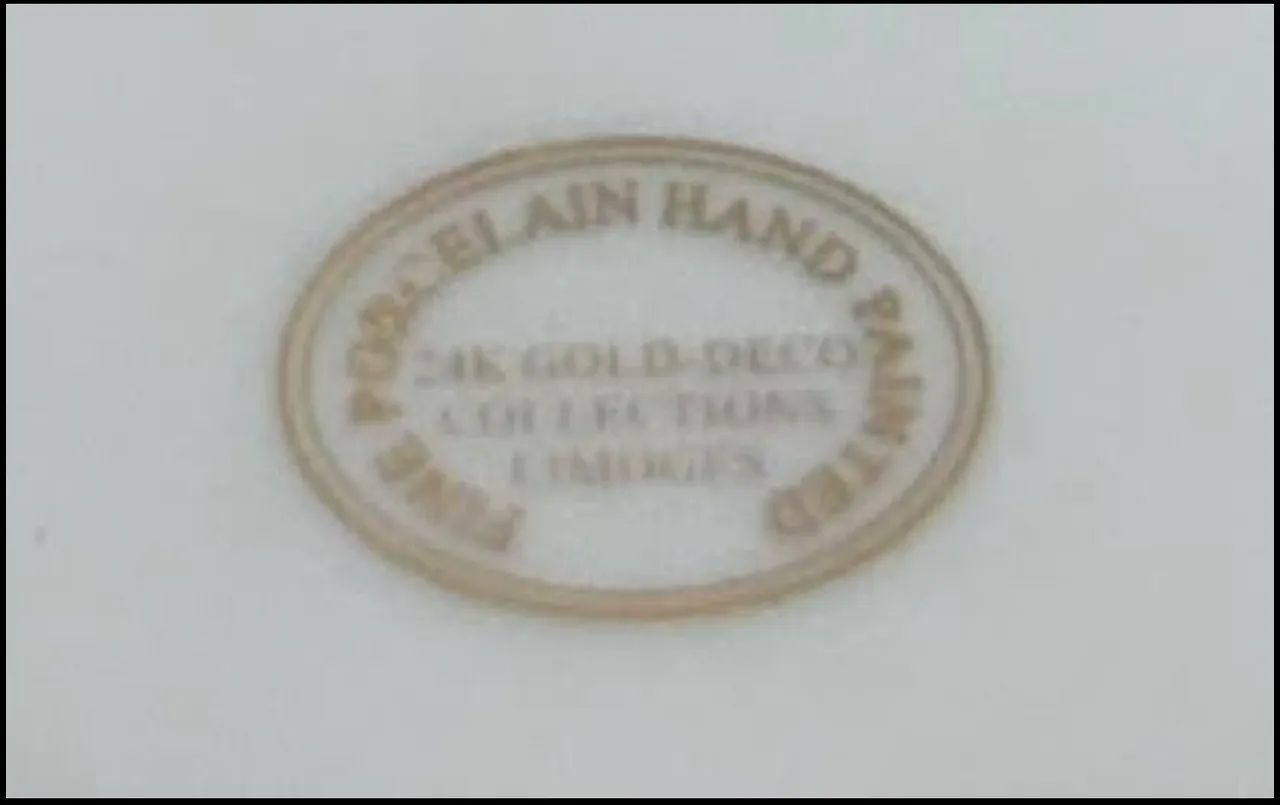 FINE PORCELAIN HAND PAINTED
24K GOLD-DECO
COLLECTIONS
LIMOGES